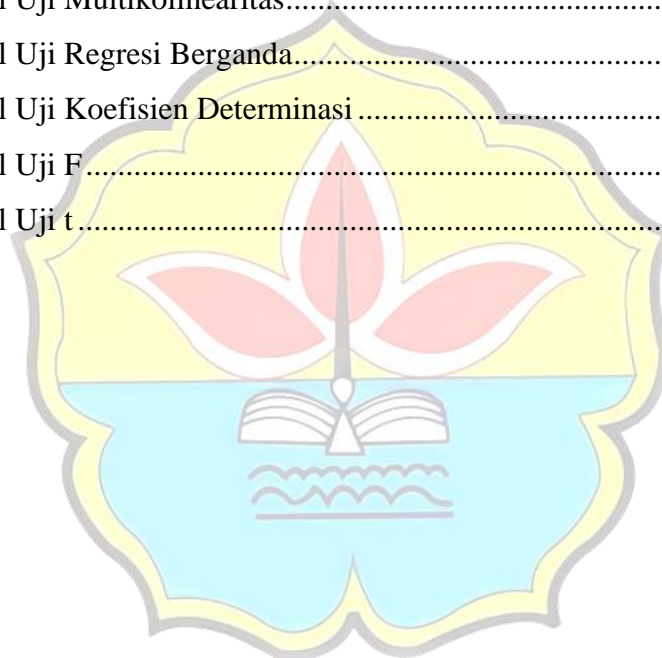 l Uji Multikolinearitas...................................................
l Uji Regresi Berganda..................................................
l Uji Koefisien Determinasi ........................................
l Uji F.....................................................................................
l Uji t ......................................................................................